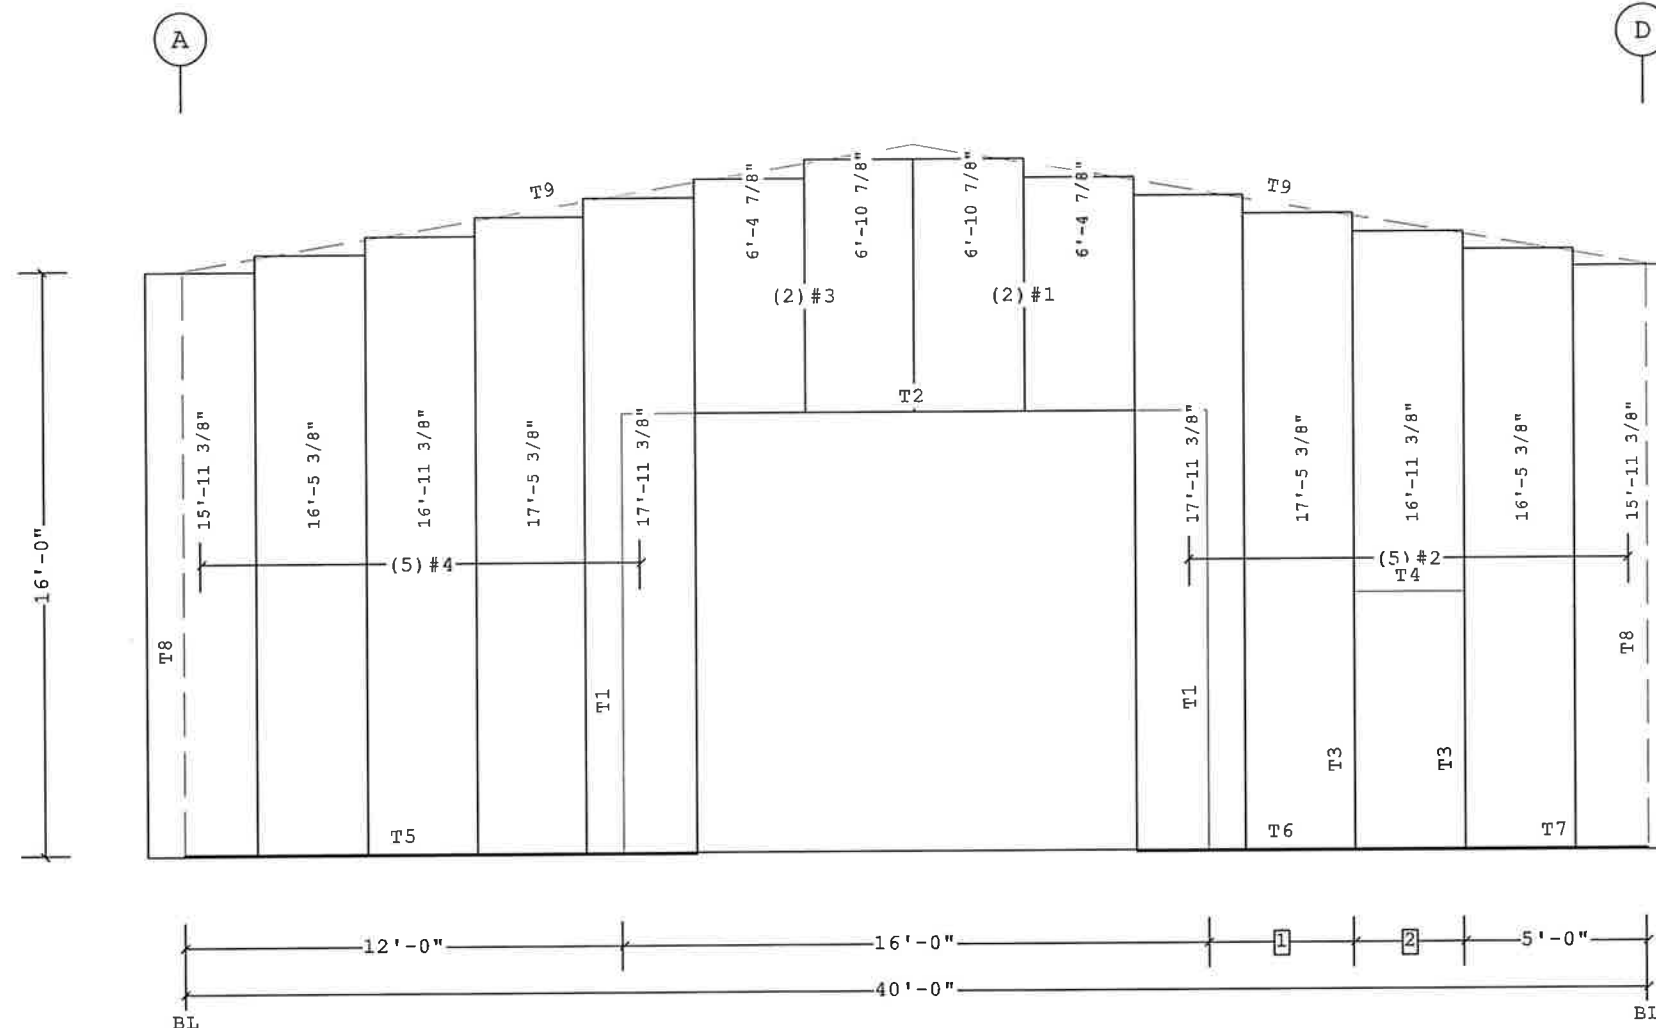 A
D
T9
T9
6'-4 7/8"
6'-10 7/8"
6'-10 7/8"
6'-4 7/8"
(2)#3
(2)#1
T2
15'-11 3/8"
16'-5 3/8"
16'-11 3/8"
17'-5 3/8"
17'-11 3/8"
17'-11 3/8"
17'-5 3/8"
16'-11 3/8"
16'-5 3/8"
15'-11 3/8"
16'-0"
(5)#4
(5)#2
T4
T8
T8
T1
T1
T3
T3
T5
T6
T7
12'-0"
16'-0"
1
2
5'-0"
40'-0"
BL
BL